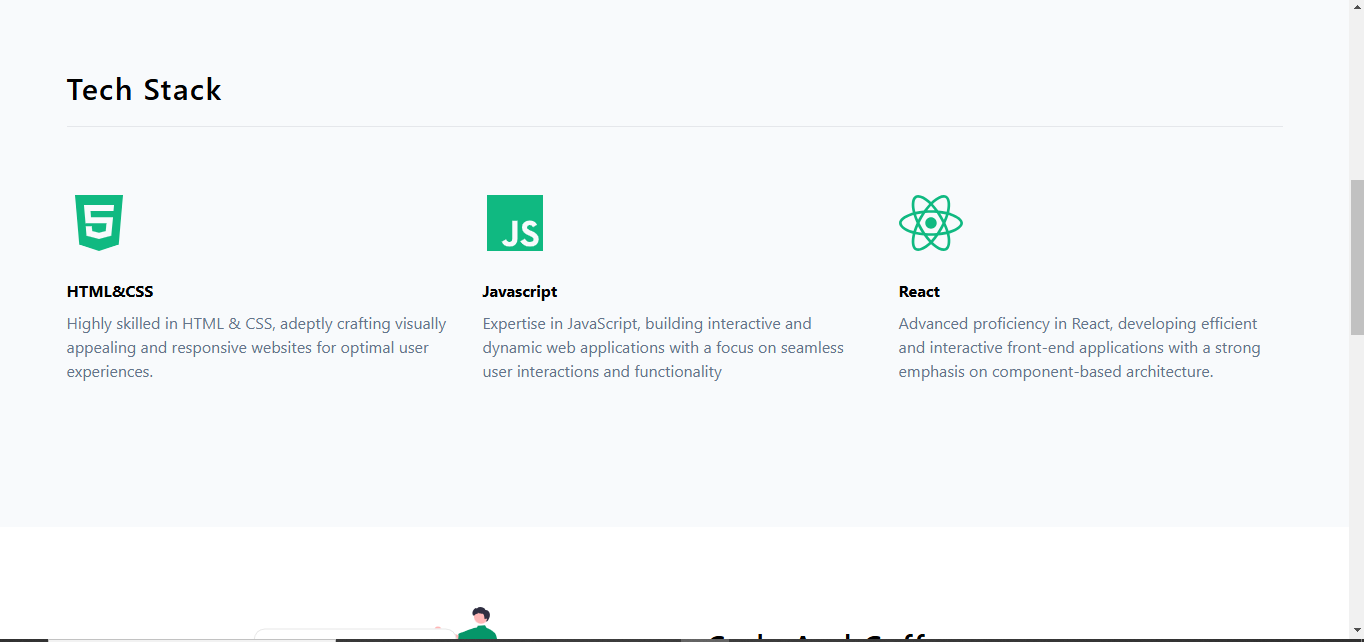 Tech Stack
JS
HTML&CSS
Highly skilled in HTML & CSS, adeptly crafting visually
appealing and responsive websites for optimal user
experiences.
Javascript
Expertise in JavaScript, building interactive and
dynamic web applications with a focus on seamless
user interactions and functionality
React
Advanced proficiency in React, developing efficient
and interactive front-end applications with a strong
emphasis on component-based architecture.